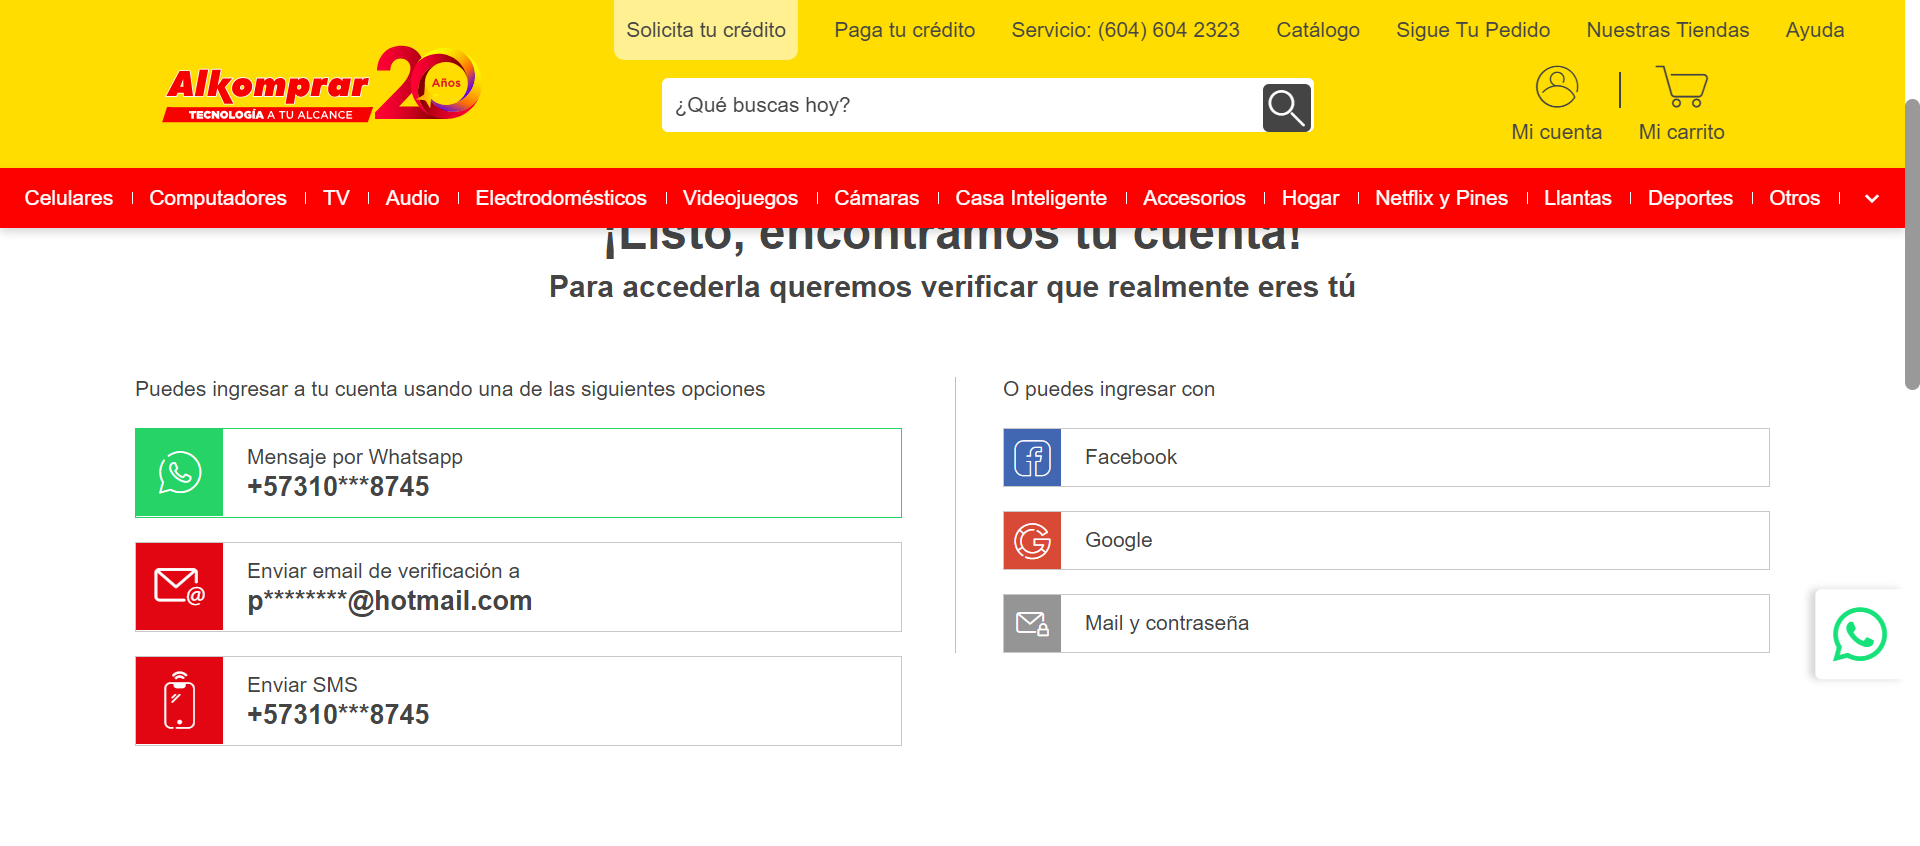 Solicita tu crédito
Paga tu crédito
Servicio: (604) 604 2323
Catálogo
Sigue Tu Pedido
Nuestras Tiendas
Ayuda
Alkomprar 20 Años
TECNOLOGÍA A TU ALCANCE
¿Qué buscas hoy?
Mi cuenta
Mi carrito
Celulares
Computadores
TV
Audio
Electrodomésticos
Videojuegos
Cámaras
Casa Inteligente
Accesorios
Hogar
Netflix y Pines
Llantas
Deportes
Otros
¡Listo, encontramos tu cuenta!
Para accederla queremos verificar que realmente eres tú
Puedes ingresar a tu cuenta usando una de las siguientes opciones
Mensaje por Whatsapp
+57310***8745
Enviar email de verificación a
p********@hotmail.com
Enviar SMS
+57310***8745
O puedes ingresar con
Facebook
Google
Mail y contraseña